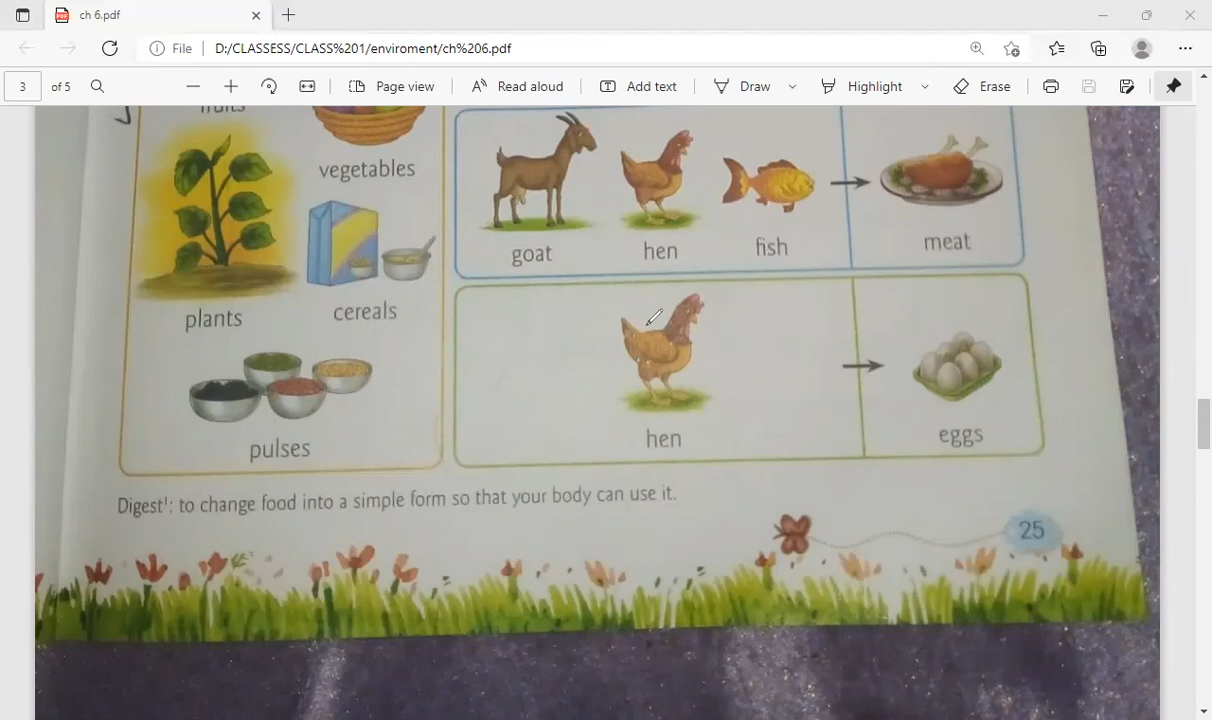 ch 6.pdf
File
D:/CLASSESS/CLASS%201/enviroment/ch%206.pdf
3
of 5
Page view
Read aloud
Add text
Draw
Highlight
Erase
fruits
vegetables
plants
cereals
pulses
goat
hen
fish
meat
hen
eggs
Digest¹: to change food into a simple form so that your body can use it.
25